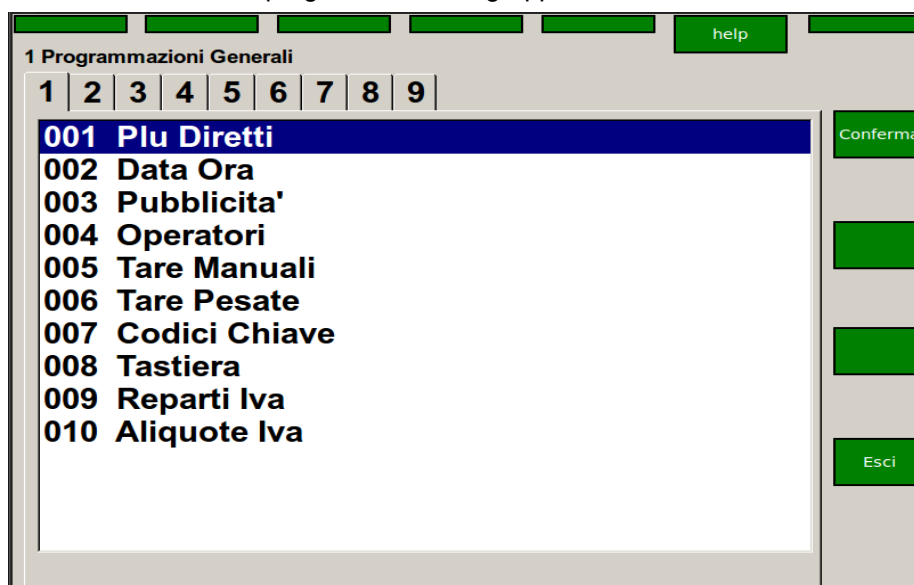 help
1 Programmazioni Generali
1 2 3 4 5 6 7 8 9
001 Plu Diretti
Conferma
002 Data Ora
003 Pubblicita'
004 Operatori
005 Tare Manuali
006 Tare Pesate
007 Codici Chiave
008 Tastiera
009 Reparti Iva
010 Aliquote Iva
Esci